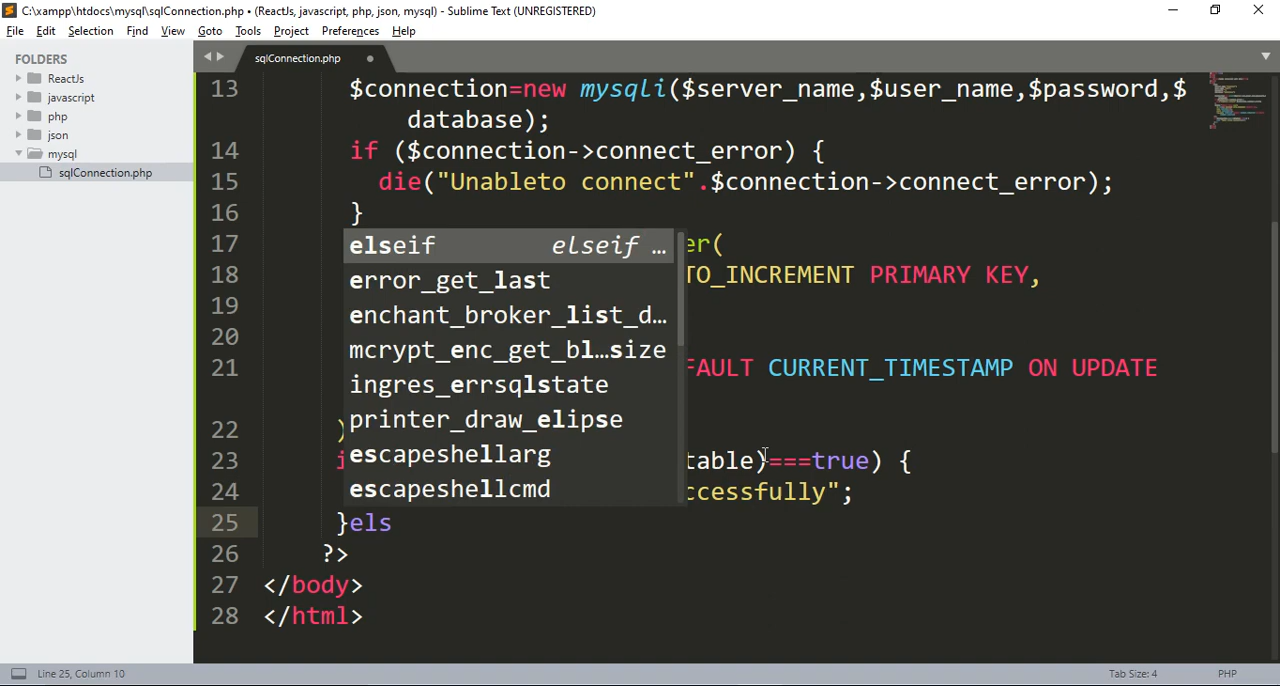 C:\xampp\htdocs\mysql\sqlConnection.php • (ReactJs, javascript, php, json, mysql) - Sublime Text (UNREGISTERED)
File Edit Selection Find View Goto Tools Project Preferences Help
FOLDERS
ReactJs
javascript
php
json
mysql
sqlConnection.php
sqlConnection.php
13 $connection=new mysqli($server_name,$user_name,$password,$
database);
14 if ($connection->connect_error) {
15 die("Unableto connect".$connection->connect_error);
16 }
17 er(
18 TO_INCREMENT PRIMARY KEY,
19
20
21 FAULT CURRENT_TIMESTAMP ON UPDATE
22 )
23 i table)===true) {
24 ccessfully";
25 }els
26 ?>
27 </body>
28 </html>
elseif elseif …
error_get_last
enchant_broker_list_d…
mcrypt_enc_get_bl…size
ingres_errsqlstate
printer_draw_elipse
escapeshellarg
escapeshellcmd
Line 25, Column 10
Tab Size: 4
PHP